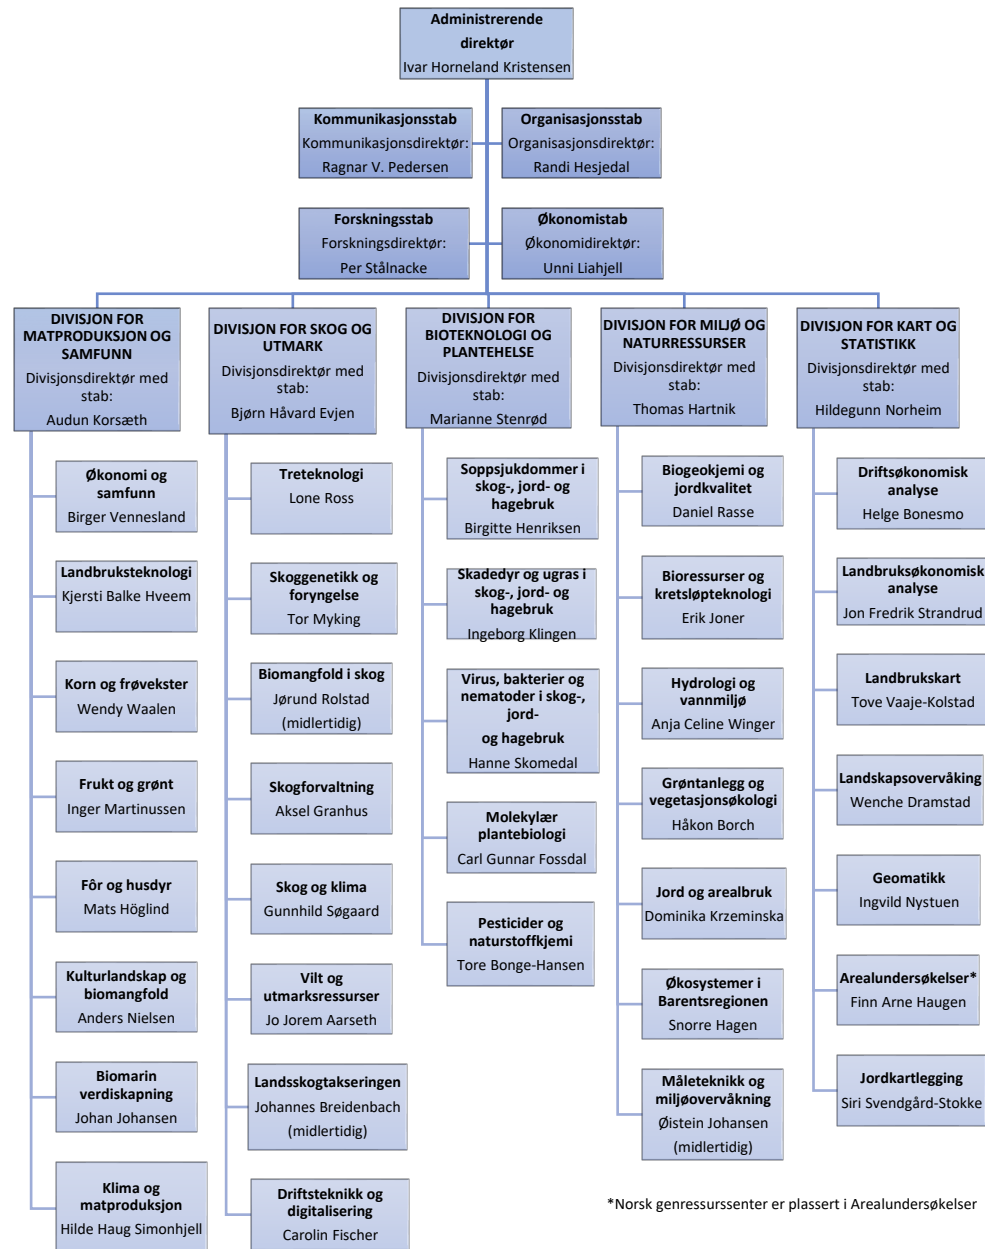 Administrerende
direktør
Ivar Horneland Kristensen
Kommunikasjonsstab
Kommunikasjonsdirektør:
Ragnar V. Pedersen
Organisasjonsstab
Organisasjonsdirektør:
Randi Hesjedal
Forskningsstab
Forskningsdirektør:
Per Stålnacke
Økonomistab
Økonomidirektør:
Unni Liahjell
DIVISJON FOR
MATPRODUKSJON OG
SAMFUNN
Divisjonsdirektør med
stab:
Audun Korsæth
Økonomi og
samfunn
Birger Vennesland
Landbruksteknologi
Kjersti Balke Hveem
Korn og frøvekster
Wendy Waalen
Frukt og grønt
Inger Martinussen
Fôr og husdyr
Mats Höglind
Kulturlandskap og
biomangfold
Anders Nielsen
Biomarin
verdiskapning
Johan Johansen
Klima og
matproduksjon
Hilde Haug Simonhjell
DIVISJON FOR SKOG OG
UTMARK
Divisjonsdirektør med
stab:
Bjørn Håvard Evjen
Treteknologi
Lone Ross
Skoggenetikk og
foryngelse
Tor Myking
Biomangfold i skog
Jørund Rolstad
(midlertidig)
Skogforvaltning
Aksel Granhus
Skog og klima
Gunnhild Søgaard
Vilt og
utmarksressurser
Jo Jorem Aarseth
Landsskogtakseringen
Johannes Breidenbach
(midlertidig)
Driftsteknikk og
digitalisering
Carolin Fischer
DIVISJON FOR
BIOTEKNOLOGI OG
PLANTEHELSE
Divisjonsdirektør med
stab:
Marianne Stenrød
Soppsjukdommer i
skog-, jord- og
hagebruk
Birgitte Henriksen
Skadedyr og ugras i
skog-, jord- og
hagebruk
Ingeborg Klingen
Virus, bakterier og
nematoder i skog-,
jord-
og hagebruk
Hanne Skomedal
Molekylær
plantebiologi
Carl Gunnar Fossdal
Pesticider og
naturstoffkjemi
Tore Bonge-Hansen
DIVISJON FOR MILJØ OG
NATURRESSURSER
Divisjonsdirektør med
stab:
Thomas Hartnik
Biogeokjemi og
jordkvalitet
Daniel Rasse
Bioressurser og
kretsløpteknologi
Erik Joner
Hydrologi og
vannmiljø
Anja Celine Winger
Grøntanlegg og
vegetasjonsøkologi
Håkon Borch
Jord og arealbruk
Dominika Krzeminska
Økosystemer i
Barentsregionen
Snorre Hagen
Måleteknikk og
miljøovervåkning
Øistein Johansen
(midlertidig)
DIVISJON FOR KART OG
STATISTIKK
Divisjonsdirektør med
stab:
Hildegunn Norheim
Driftsøkonomisk
analyse
Helge Bonesmo
Landbruksøkonomisk
analyse
Jon Fredrik Strandrud
Landbrukskart
Tove Vaaje-Kolstad
Landskapsovervåking
Wenche Dramstad
Geomatikk
Ingvild Nystuen
Arealundersøkelser*
Finn Arne Haugen
Jordkartlegging
Siri Svendgård-Stokke
*Norsk genressurssenter er plassert i Arealundersøkelser